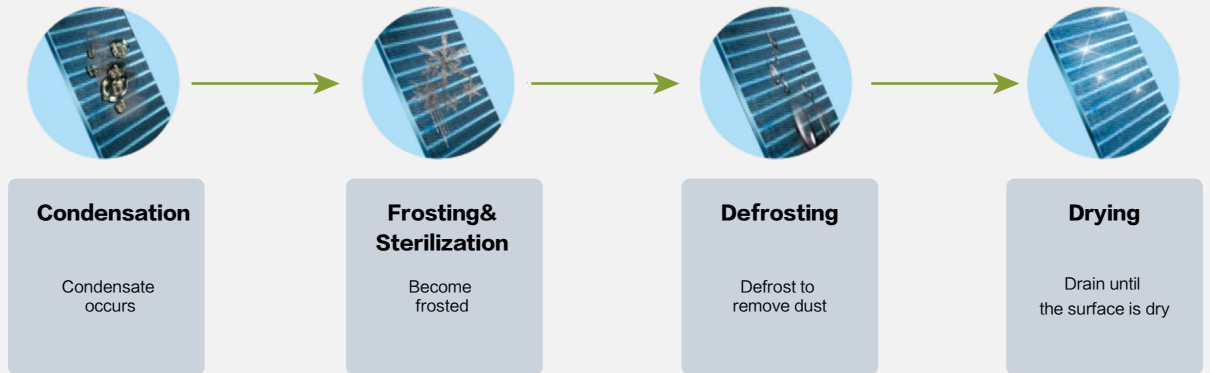 Condensation
Condensate
occurs
Frosting&
Sterilization
Become
frosted
Defrosting
Defrost to
remove dust
Drying
Drain until
the surface is dry